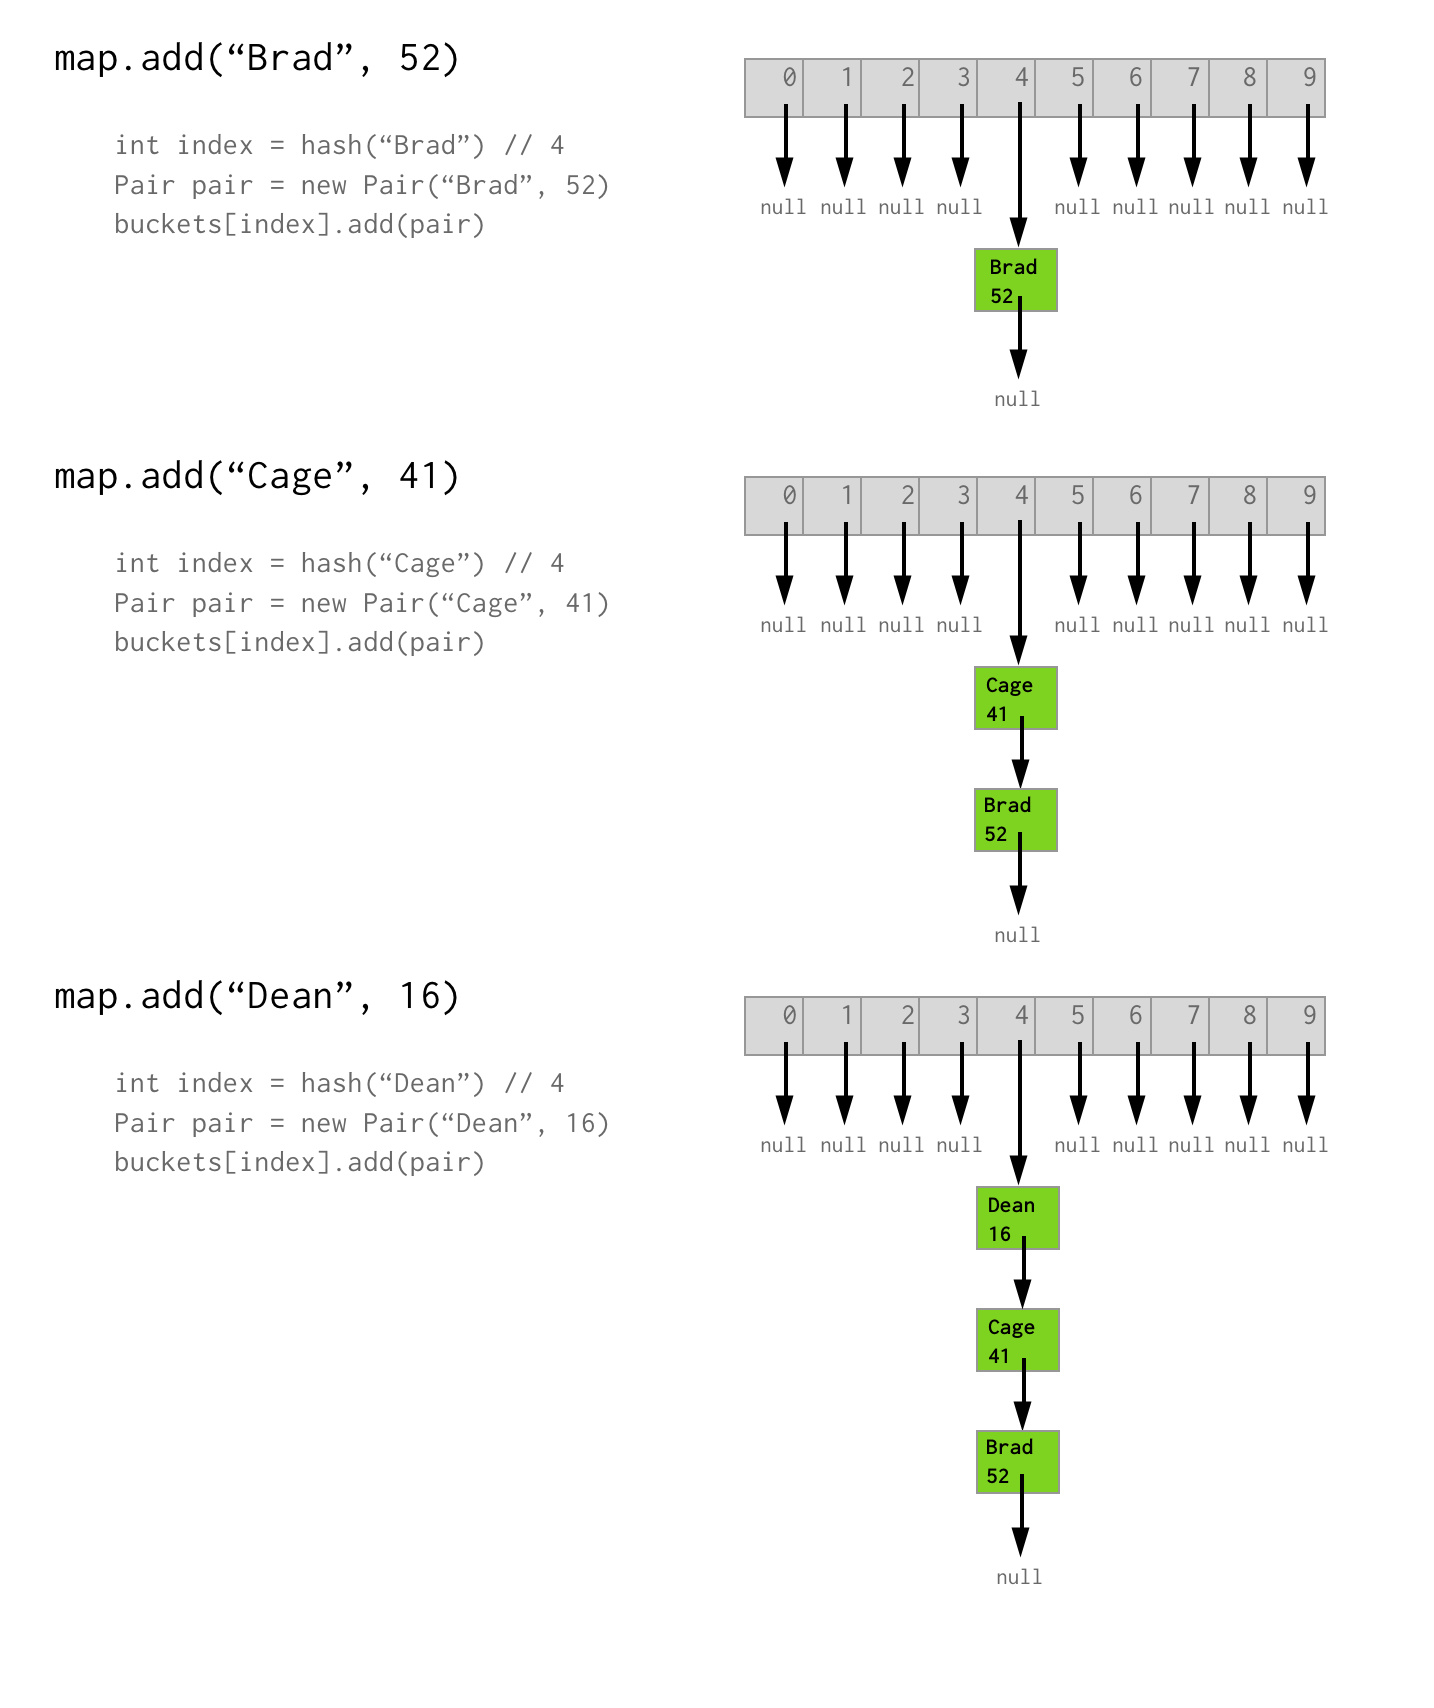 map.add(“Brad”, 52)
int index = hash(“Brad”) // 4
Pair pair = new Pair(“Brad”, 52)
buckets[index].add(pair)
0 1 2 3 4 5 6 7 8 9
null null null null null null null null null
Brad
52
null
map.add(“Cage”, 41)
int index = hash(“Cage”) // 4
Pair pair = new Pair(“Cage”, 41)
buckets[index].add(pair)
0 1 2 3 4 5 6 7 8 9
null null null null null null null null null
Cage
41
Brad
52
null
map.add(“Dean”, 16)
int index = hash(“Dean”) // 4
Pair pair = new Pair(“Dean”, 16)
buckets[index].add(pair)
0 1 2 3 4 5 6 7 8 9
null null null null null null null null null
Dean
16
Cage
41
Brad
52
null